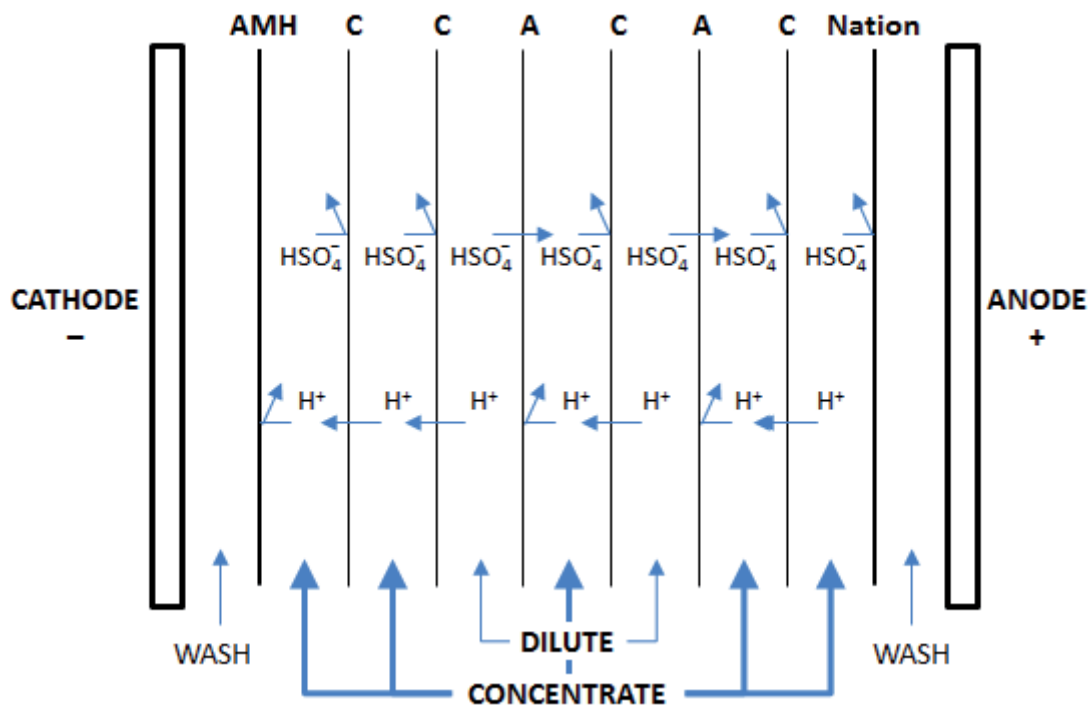 AMH C C A C A C Nation
HSO₄⁻ HSO₄⁻ HSO₄⁻ HSO₄⁻ HSO₄⁻ HSO₄⁻ HSO₄⁻
CATHODE
–
ANODE
+
H⁺ H⁺ H⁺ H⁺ H⁺ H⁺ H⁺
WASH
DILUTE
WASH
CONCENTRATE